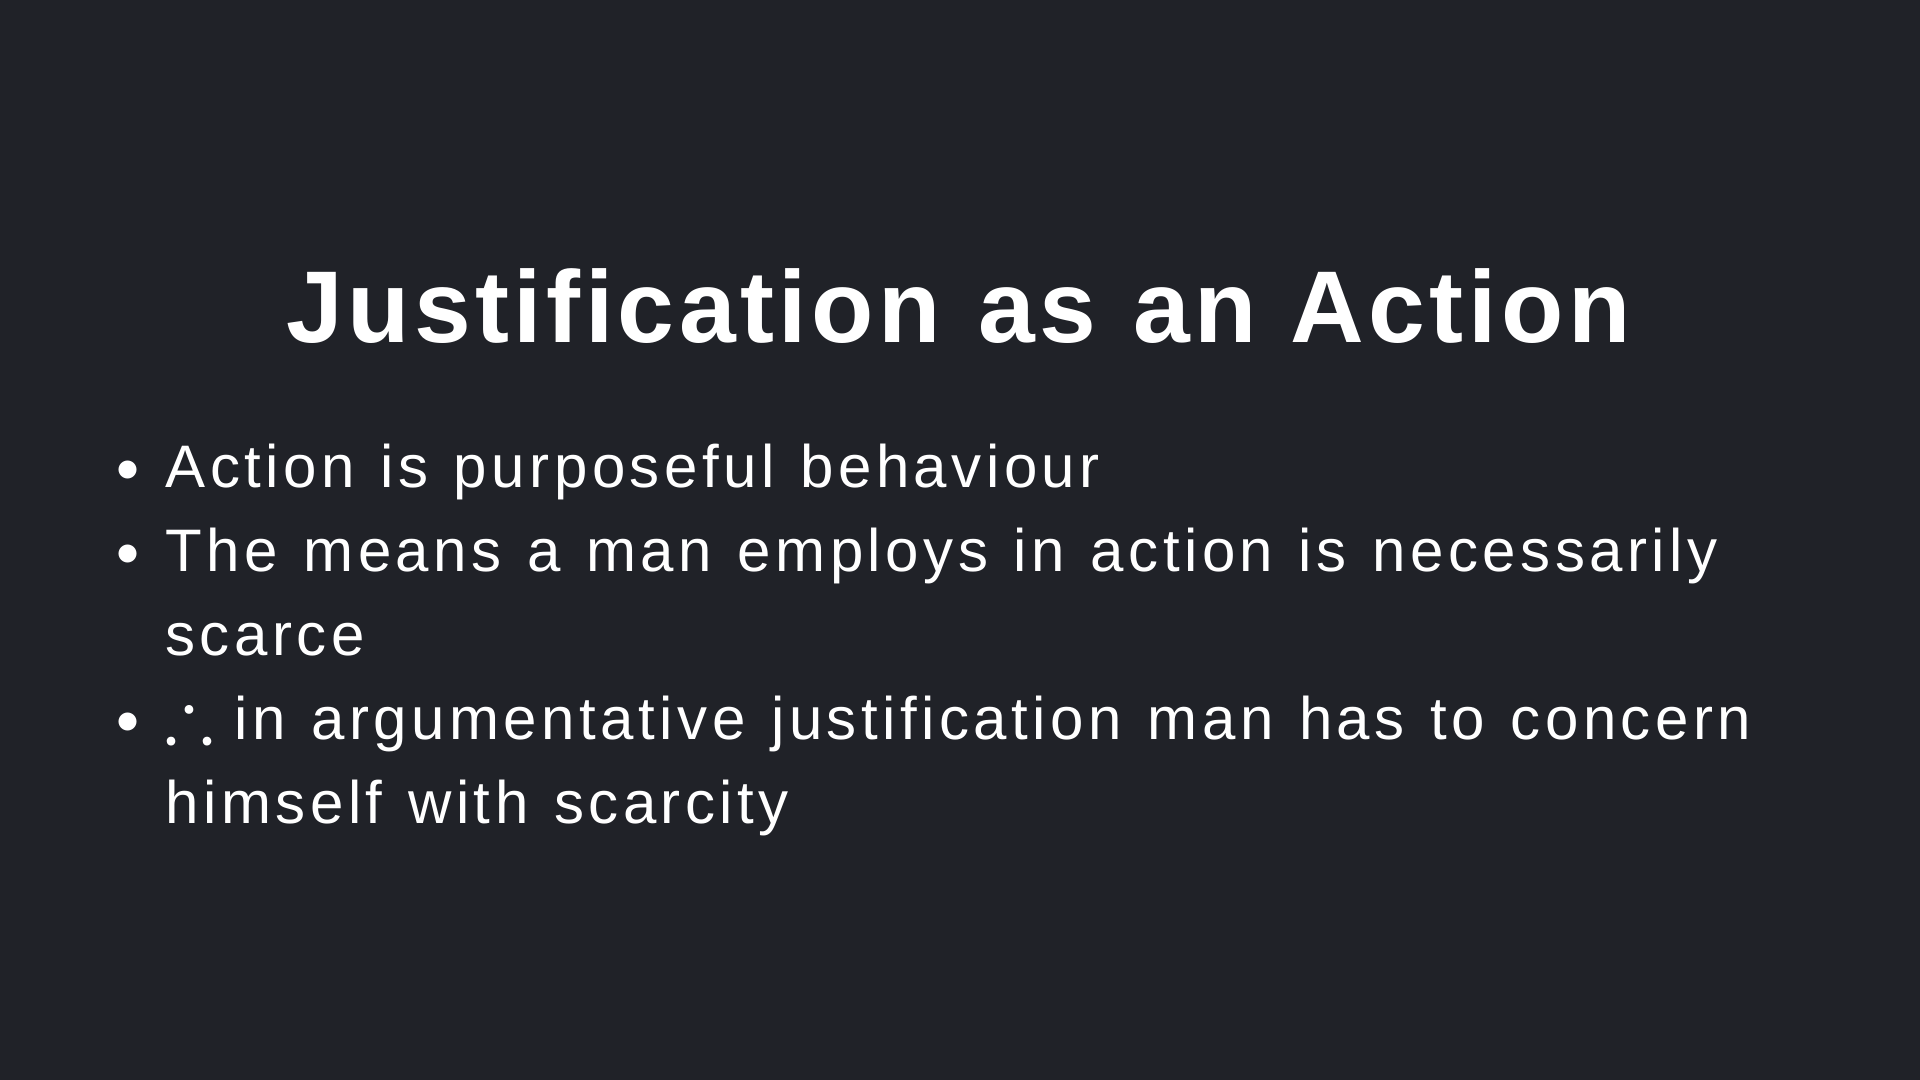 Justification as an Action
• Action is purposeful behaviour
• The means a man employs in action is necessarily
scarce
• ∴ in argumentative justification man has to concern
himself with scarcity